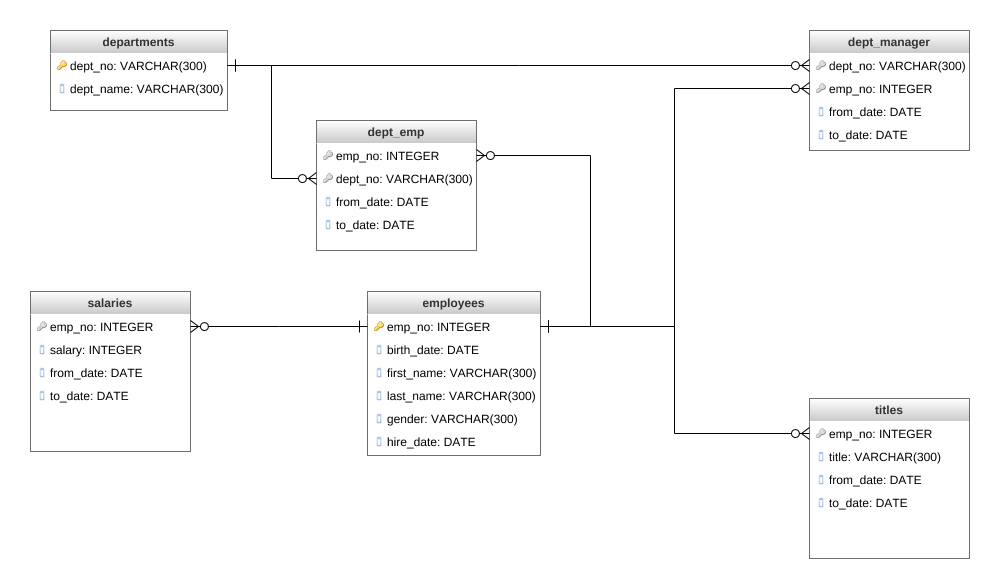 departments
dept_no: VARCHAR(300)
dept_name: VARCHAR(300)
dept_manager
dept_no: VARCHAR(300)
emp_no: INTEGER
from_date: DATE
to_date: DATE
dept_emp
emp_no: INTEGER
dept_no: VARCHAR(300)
from_date: DATE
to_date: DATE
salaries
emp_no: INTEGER
salary: INTEGER
from_date: DATE
to_date: DATE
employees
emp_no: INTEGER
birth_date: DATE
first_name: VARCHAR(300)
last_name: VARCHAR(300)
gender: VARCHAR(300)
hire_date: DATE
titles
emp_no: INTEGER
title: VARCHAR(300)
from_date: DATE
to_date: DATE